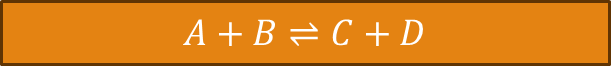 A + B ⇌ C + D